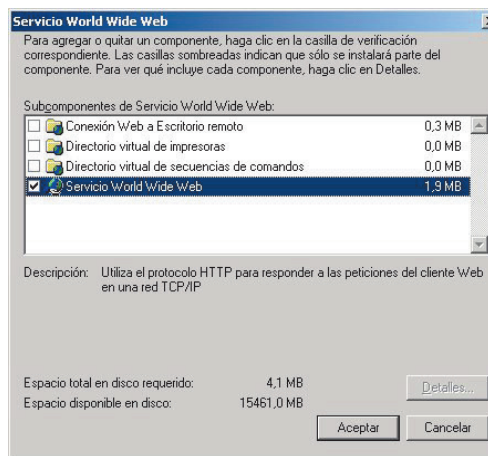 Servicio World Wide Web
Para agregar o quitar un componente, haga clic en la casilla de verificación
correspondiente. Las casillas sombreadas indican que sólo se instalará parte del
componente. Para ver qué incluye cada componente, haga clic en Detalles.
Subcomponentes de Servicio World Wide Web:
Conexión Web a Escritorio remoto 0,3 MB
Directorio virtual de impresoras 0,0 MB
Directorio virtual de secuencias de comandos 0,0 MB
Servicio World Wide Web 1,9 MB
Descripción: Utiliza el protocolo HTTP para responder a las peticiones del cliente Web
en una red TCP/IP
Espacio total en disco requerido: 4,1 MB
Detalles...
Espacio disponible en disco: 15461,0 MB
Aceptar Cancelar